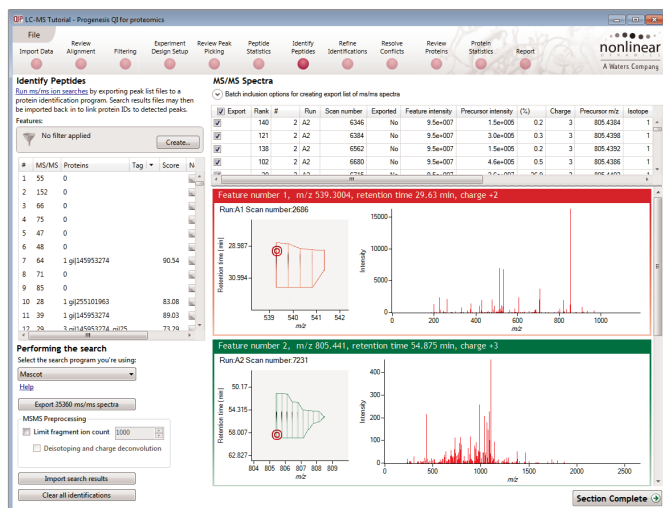 LC-MS Tutorial - Progenesis QI for proteomics
File
Import Data
Review Alignment
Filtering
Experiment Design Setup
Review Peak Picking
Peptide Statistics
Identify Peptides
Refine Identifications
Resolve Conflicts
Review Proteins
Protein Statistics
Report
nonlinear
A Waters Company
Identify Peptides
Run ms/ms ion searches by exporting peak list files to a
protein identification program. Search results files may then
be imported back in to link protein IDs to detected peaks.
Features:
No filter applied
Create...
# MS/MS Proteins Tag Score
1 55 0
2 152 0
3 66 0
4 75 0
5 47 0
6 48 0
7 64 1 gi|145953274 90.54
8 71 0
9 85 0
10 28 1 gi|255101963 83.08
11 39 1 gi|145953274 89.03
12 29 3 gi|145953274, gi|25 73.29
Performing the search
Select the search program you're using:
Mascot
Help
Export 35360 ms/ms spectra
MSMS Preprocessing
Limit fragment ion count 1000
Deisotoping and charge deconvolution
Import search results
Clear all identifications
MS/MS Spectra
Batch inclusion options for creating export list of ms/ms spectra
Export Rank # Run Scan number Exported Feature intensity Precursor intensity (%) Charge Precursor m/z Isotope
140 2 A2 6346 No 9.5e+007 1.5e+005 0.2 3 805.4384 1
121 2 A2 6384 No 9.5e+007 3.0e+005 0.3 3 805.4398 1
138 2 A2 6562 No 9.5e+007 1.5e+005 0.2 3 805.4392 1
102 2 A2 6680 No 9.5e+007 4.6e+005 0.5 3 805.4386 1
Feature number 1, m/z 539.3004, retention time 29.63 min, charge +2
Run:A1 Scan number:2686
Retention time [min]
28.987
30.994
539 540 541 542
m/z
Intensity
15000
10000
5000
0
0 200 400 600 800 1000
m/z
Feature number 2, m/z 805.441, retention time 54.875 min, charge +3
Run:A2 Scan number:7231
Retention time [min]
50.17
54.315
58.007
62.827
804 805 806 807 808 809
m/z
Intensity
400
300
200
100
0
0 500 1000 1500 2000 2500
m/z
Section Complete